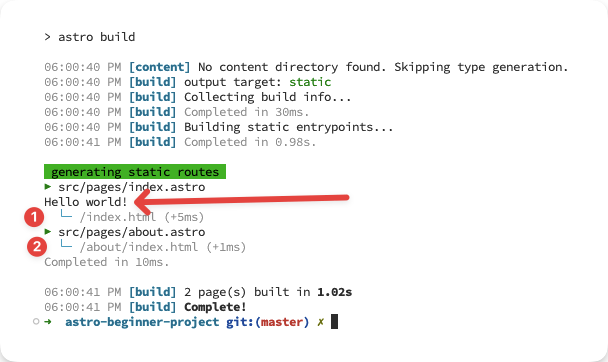 > astro build
06:00:40 PM [content] No content directory found. Skipping type generation.
06:00:40 PM [build] output target: static
06:00:40 PM [build] Collecting build info...
06:00:40 PM [build] Completed in 30ms.
06:00:40 PM [build] Building static entrypoints...
06:00:41 PM [build] Completed in 0.98s.
generating static routes
▶ src/pages/index.astro
Hello world!
1 └─ /index.html (+5ms)
▶ src/pages/about.astro
2 └─ /about/index.html (+1ms)
Completed in 10ms.
06:00:41 PM [build] 2 page(s) built in 1.02s
06:00:41 PM [build] Complete!
➜ astro-beginner-project git:(master) ✗